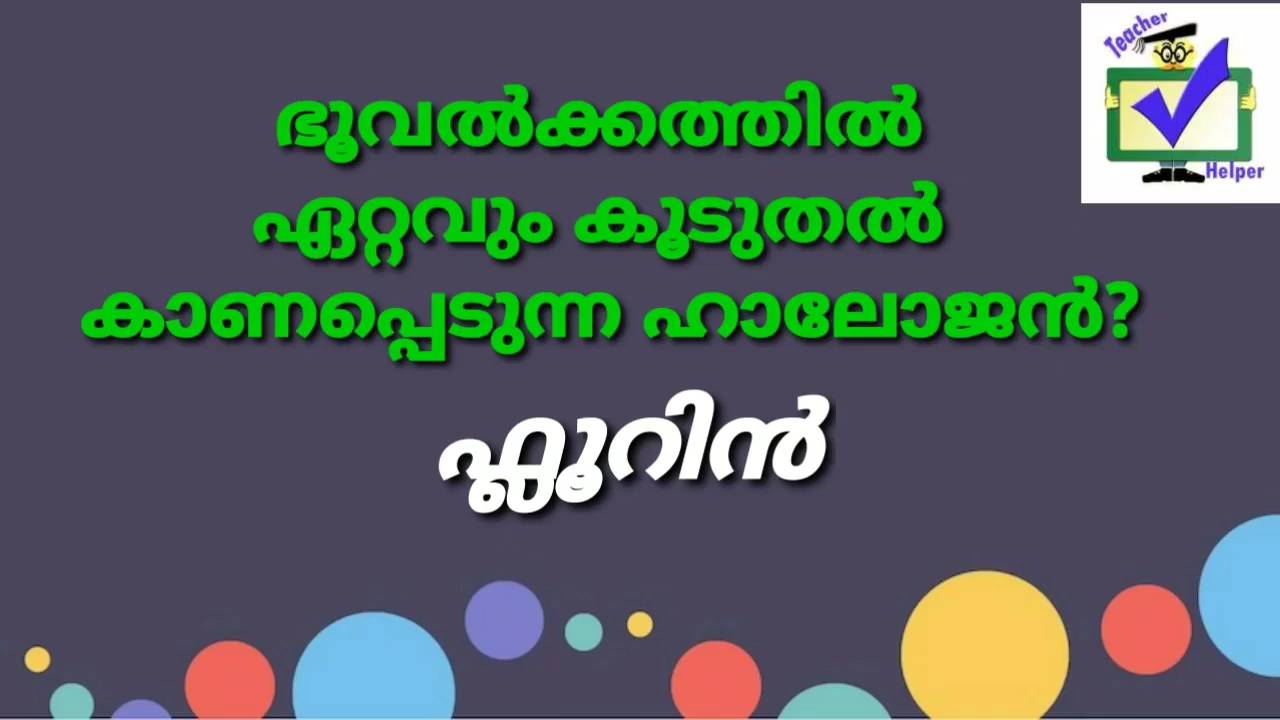 Teacher
Helper
ഭൂവൽക്കത്തിൽ
ഏറ്റവും കൂടുതൽ
കാണപ്പെടുന്ന ഹാലോജൻ?
ഫ്ലൂറിൻ